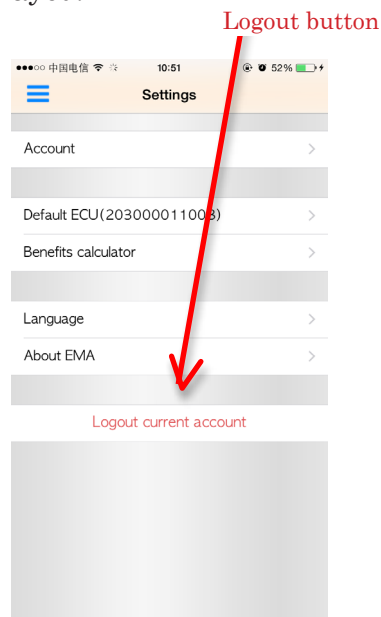 Logout button
中国电信 10:51 52%
Settings
Account
Default ECU(203000011003)
Benefits calculator
Language
About EMA
Logout current account